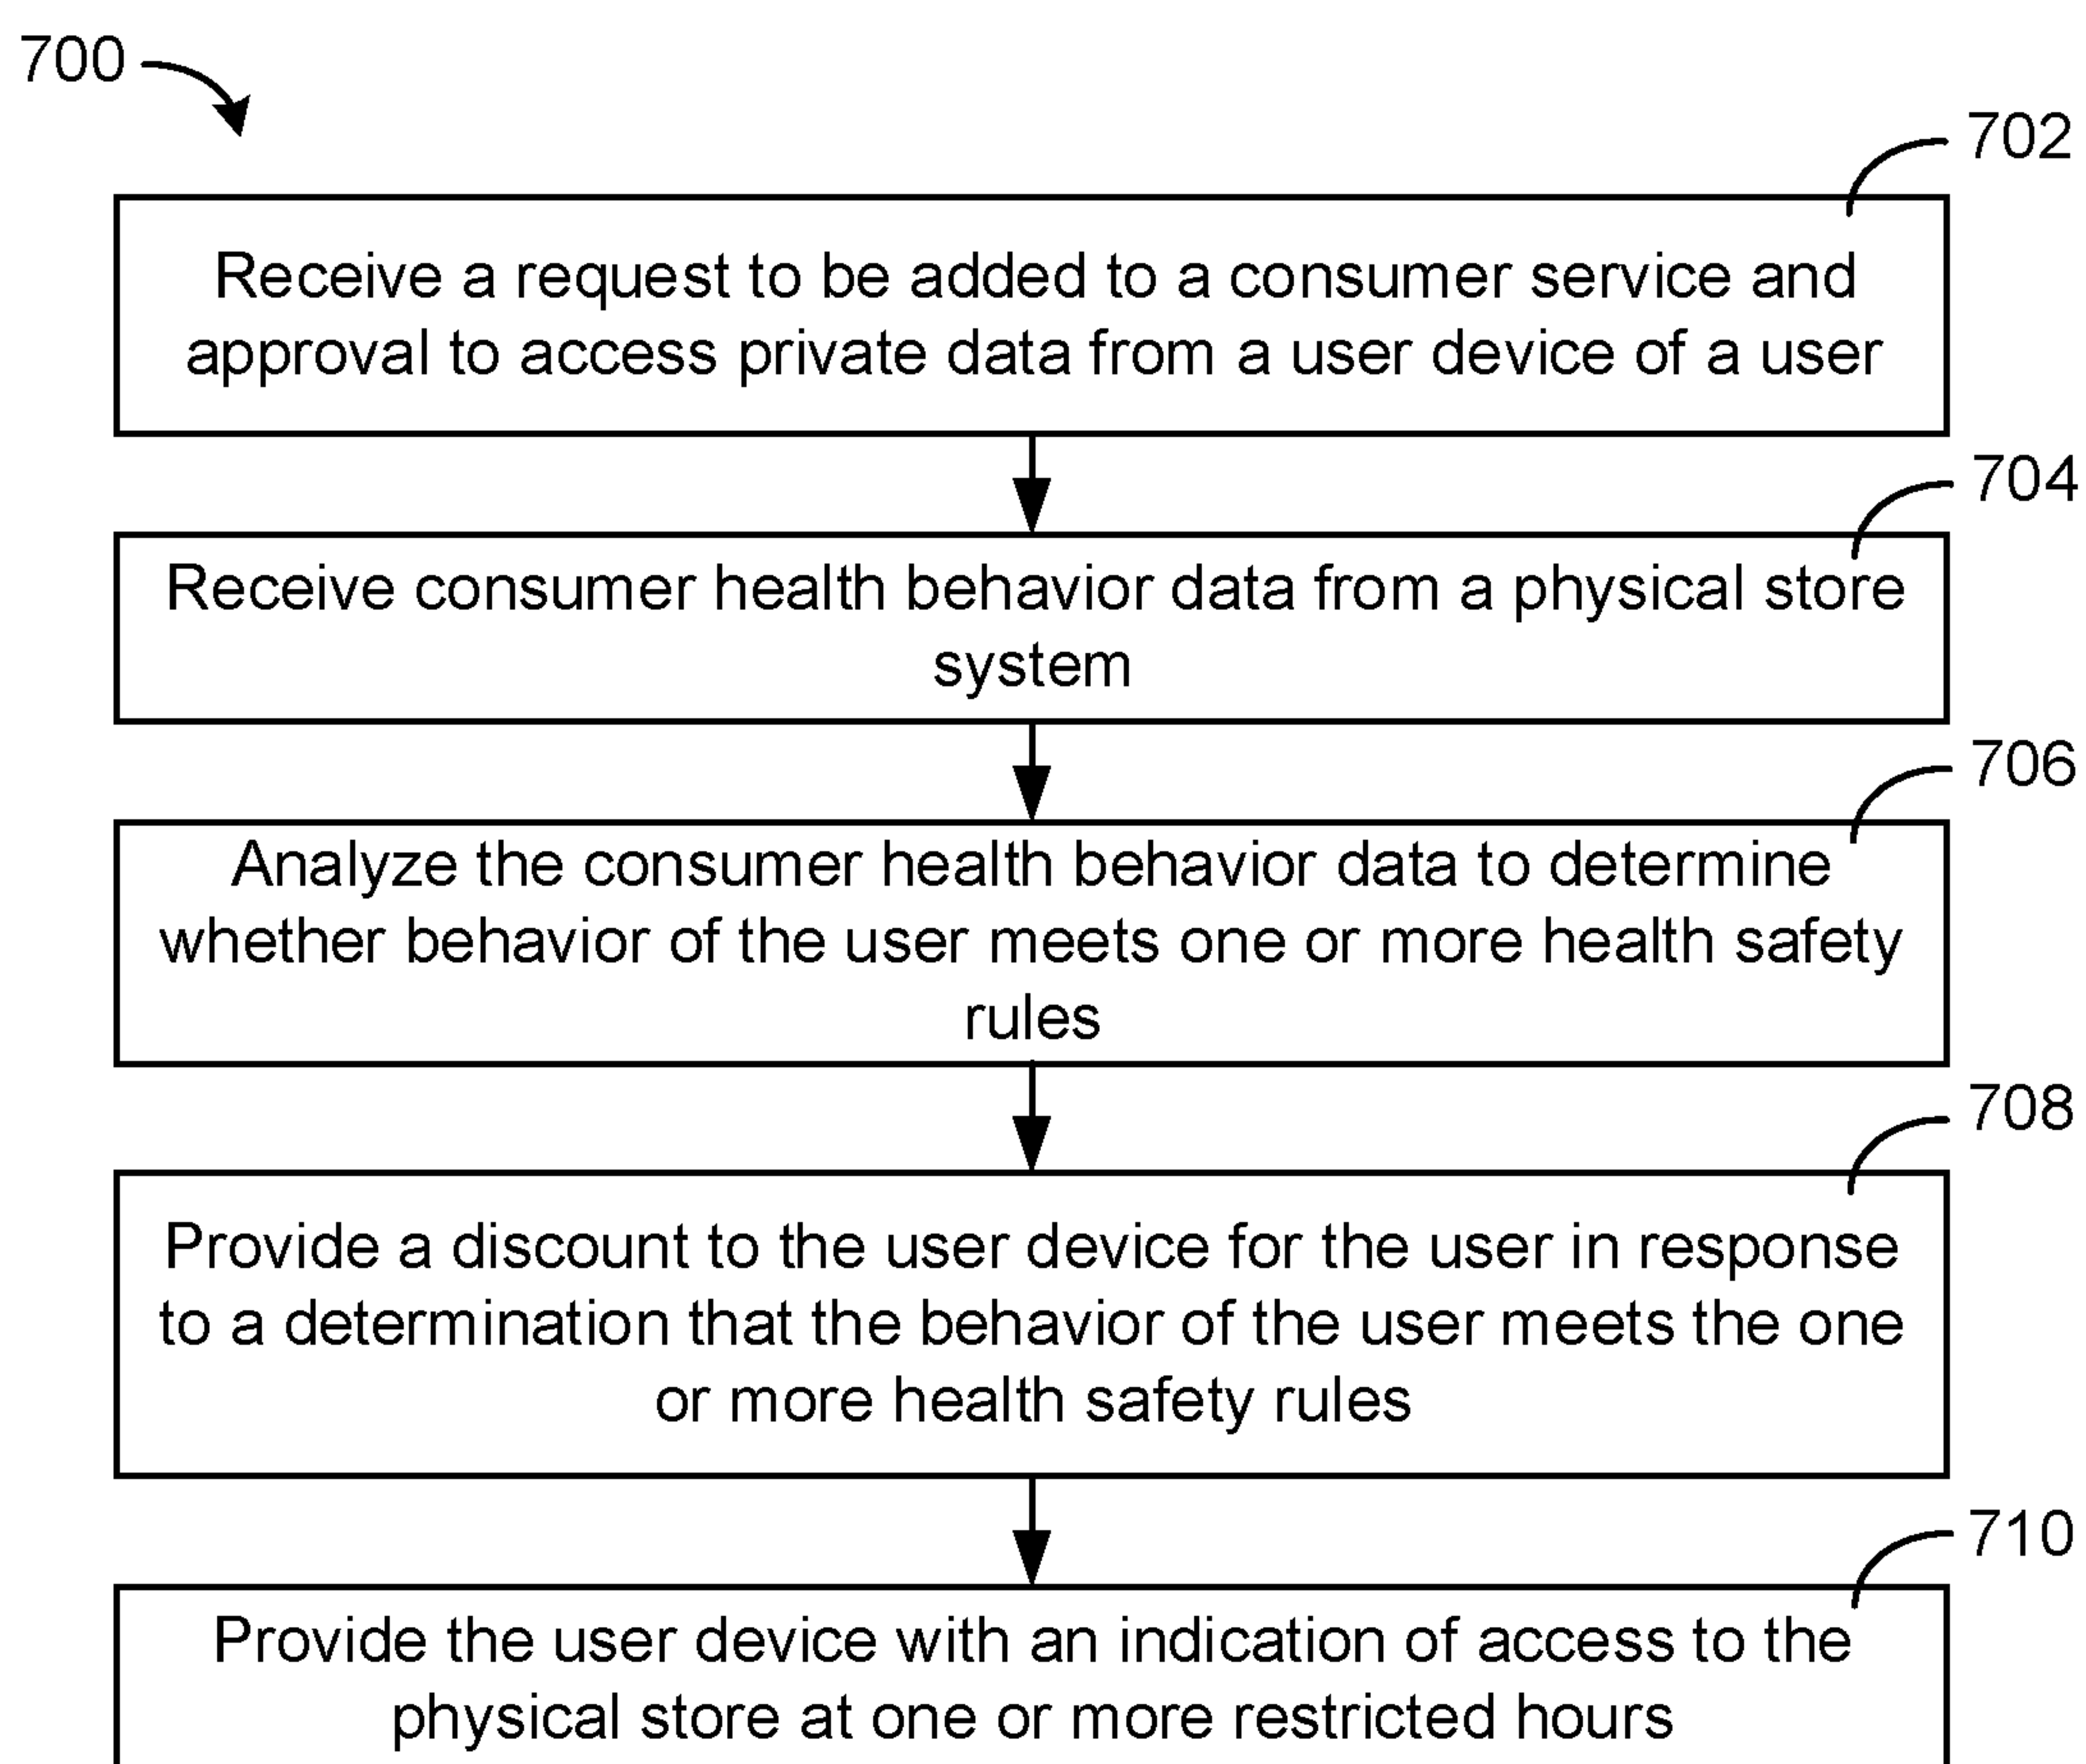 700
702
Receive a request to be added to a consumer service and
approval to access private data from a user device of a user
704
Receive consumer health behavior data from a physical store
system
706
Analyze the consumer health behavior data to determine
whether behavior of the user meets one or more health safety
rules
708
Provide a discount to the user device for the user in response
to a determination that the behavior of the user meets the one
or more health safety rules
710
Provide the user device with an indication of access to the
physical store at one or more restricted hours